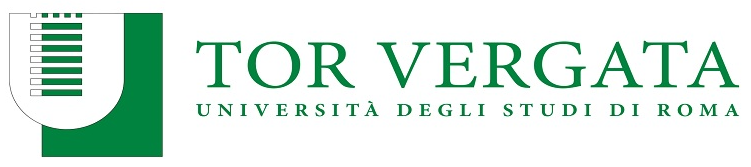 TOR VERGATA
UNIVERSITÀ DEGLI STUDI DI ROMA